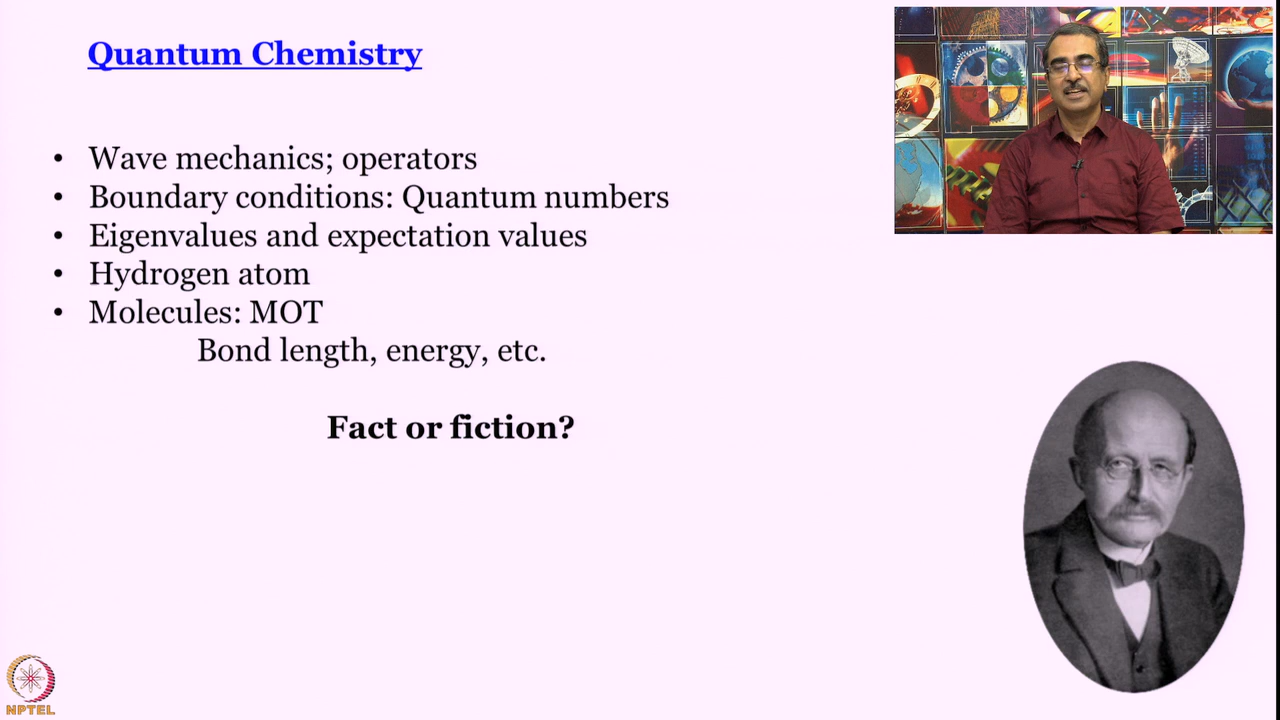 Quantum Chemistry
• Wave mechanics; operators
• Boundary conditions: Quantum numbers
• Eigenvalues and expectation values
• Hydrogen atom
• Molecules: MOT
Bond length, energy, etc.
Fact or fiction?
NPTEL